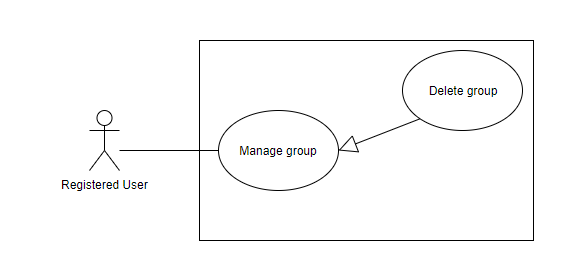 Delete group
Manage group
Registered User